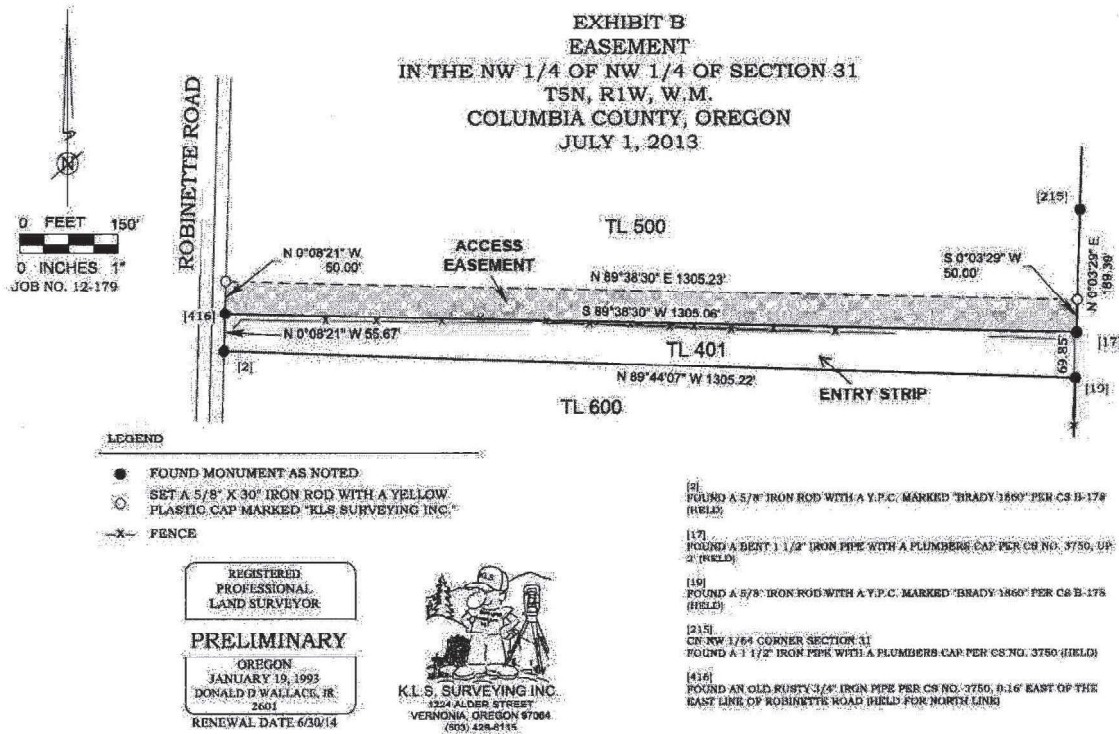 EXHIBIT B
EASEMENT
IN THE NW 1/4 OF NW 1/4 OF SECTION 31
T5N, R1W, W.M.
COLUMBIA COUNTY, OREGON
JULY 1, 2013
N
0 FEET 150'
0 INCHES 1"
JOB NO. 12-179
ROBINETTE ROAD
[215]
TL 500
N 0°08'21" W
50.00'
ACCESS
EASEMENT
N 89°38'30" E 1305.23'
S 0°03'29" W
50.00'
N 0°03'29" E
189.39'
[416]
S 89°38'30" W 1305.06'
N 0°08'21" W 55.67'
TL 401
[17]
69.85'
[2]
N 89°44'07" W 1305.22'
ENTRY STRIP
[19]
TL 600
LEGEND
FOUND MONUMENT AS NOTED
SET A 5/8" X 30" IRON ROD WITH A YELLOW
PLASTIC CAP MARKED "KLS SURVEYING INC."
—X— FENCE
REGISTERED
PROFESSIONAL
LAND SURVEYOR
PRELIMINARY
OREGON
JANUARY 19, 1993
DONALD D WALLACE, JR
2601
RENEWAL DATE 6/30/14
KLS
K.L.S. SURVEYING INC.
1224 ALDER STREET
VERNONIA, OREGON 97064
(503) 429-6115
[2]
FOUND A 5/8" IRON ROD WITH A Y.P.C. MARKED "BRADY 1860" PER CS B-178
(HELD)
[17]
FOUND A BENT 1 1/2" IRON PIPE WITH A PLUMBERS CAP PER CS NO. 3750, UP
2' (HELD)
[19]
FOUND A 5/8" IRON ROD WITH A Y.P.C. MARKED "BRADY 1860" PER CS B-178
(HELD)
[215]
CN NW 1/64 CORNER SECTION 31
FOUND A 1 1/2" IRON PIPE WITH A PLUMBERS CAP PER CS NO. 3750 (HELD)
[416]
FOUND AN OLD RUSTY 3/4" IRON PIPE PER CS NO. 3750, 0.16' EAST OF THE
EAST LINE OF ROBINETTE ROAD (HELD FOR NORTH LINE)